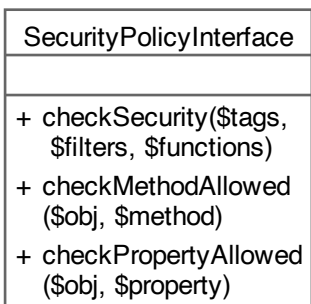 SecurityPolicyInterface
+ checkSecurity($tags,
$filters, $functions)
+ checkMethodAllowed
($obj, $method)
+ checkPropertyAllowed
($obj, $property)